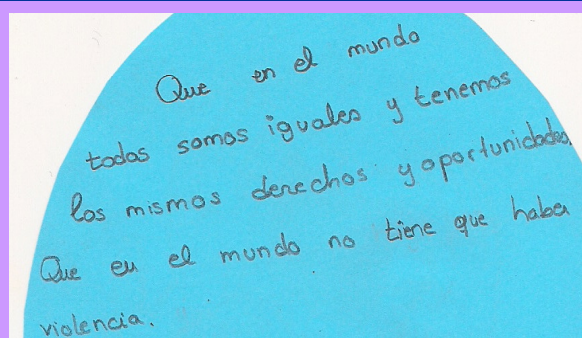 Que en el mundo
todos somos iguales y tenemos
los mismos derechos y oportunidades.
Que en el mundo no tiene que haber
violencia.